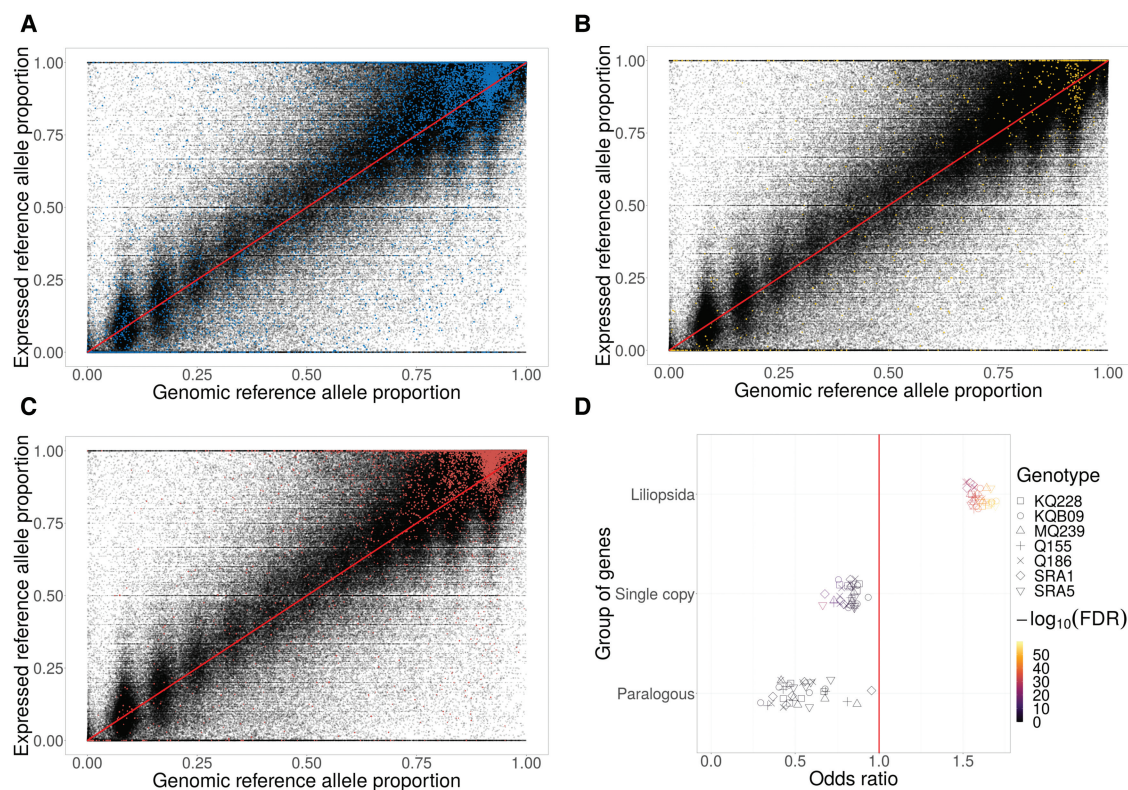 A
Expressed reference allele proportion
1.00
0.75
0.50
0.25
0.00
0.00 0.25 0.50 0.75 1.00
Genomic reference allele proportion
B
Expressed reference allele proportion
1.00
0.75
0.50
0.25
0.00
0.00 0.25 0.50 0.75 1.00
Genomic reference allele proportion
C
Expressed reference allele proportion
1.00
0.75
0.50
0.25
0.00
0.00 0.25 0.50 0.75 1.00
Genomic reference allele proportion
D
Group of genes
Liliopsida
Single copy
Paralogous
0.0 0.5 1.0 1.5
Odds ratio
Genotype
KQ228
KQB09
MQ239
Q155
Q186
SRA1
SRA5
−log10(FDR)
50
40
30
20
10
0